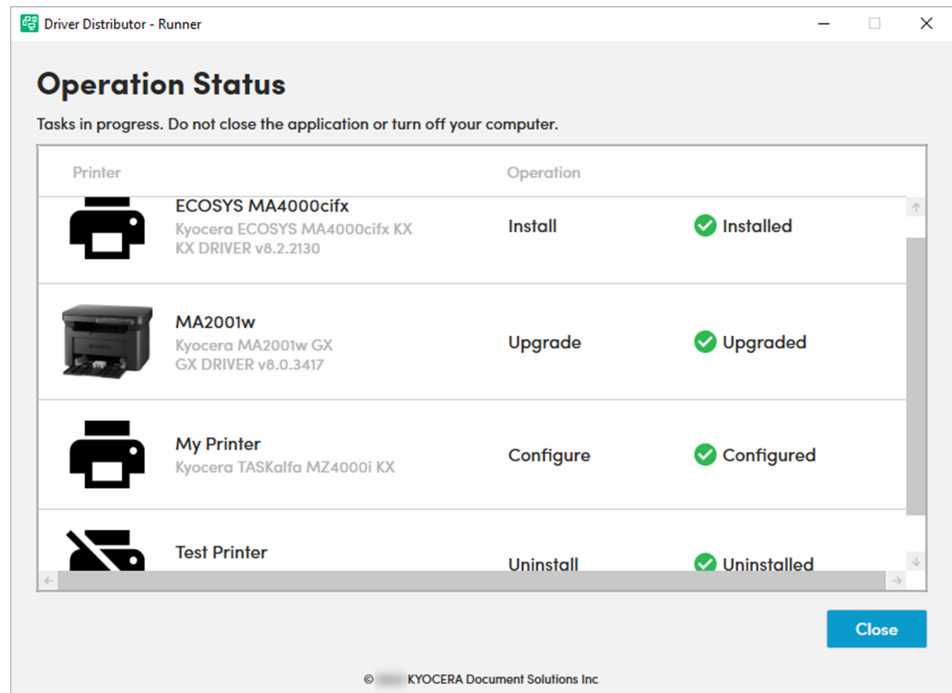 Driver Distributor - Runner
Operation Status
Tasks in progress. Do not close the application or turn off your computer.
Printer Operation
ECOSYS MA4000cifx
Kyocera ECOSYS MA4000cifx KX
KX DRIVER v8.2.2130
Install
Installed
MA2001w
Kyocera MA2001w GX
GX DRIVER v8.0.3417
Upgrade
Upgraded
My Printer
Kyocera TASKalfa MZ4000i KX
Configure
Configured
Test Printer
Uninstall
Uninstalled
Close
© KYOCERA Document Solutions Inc.